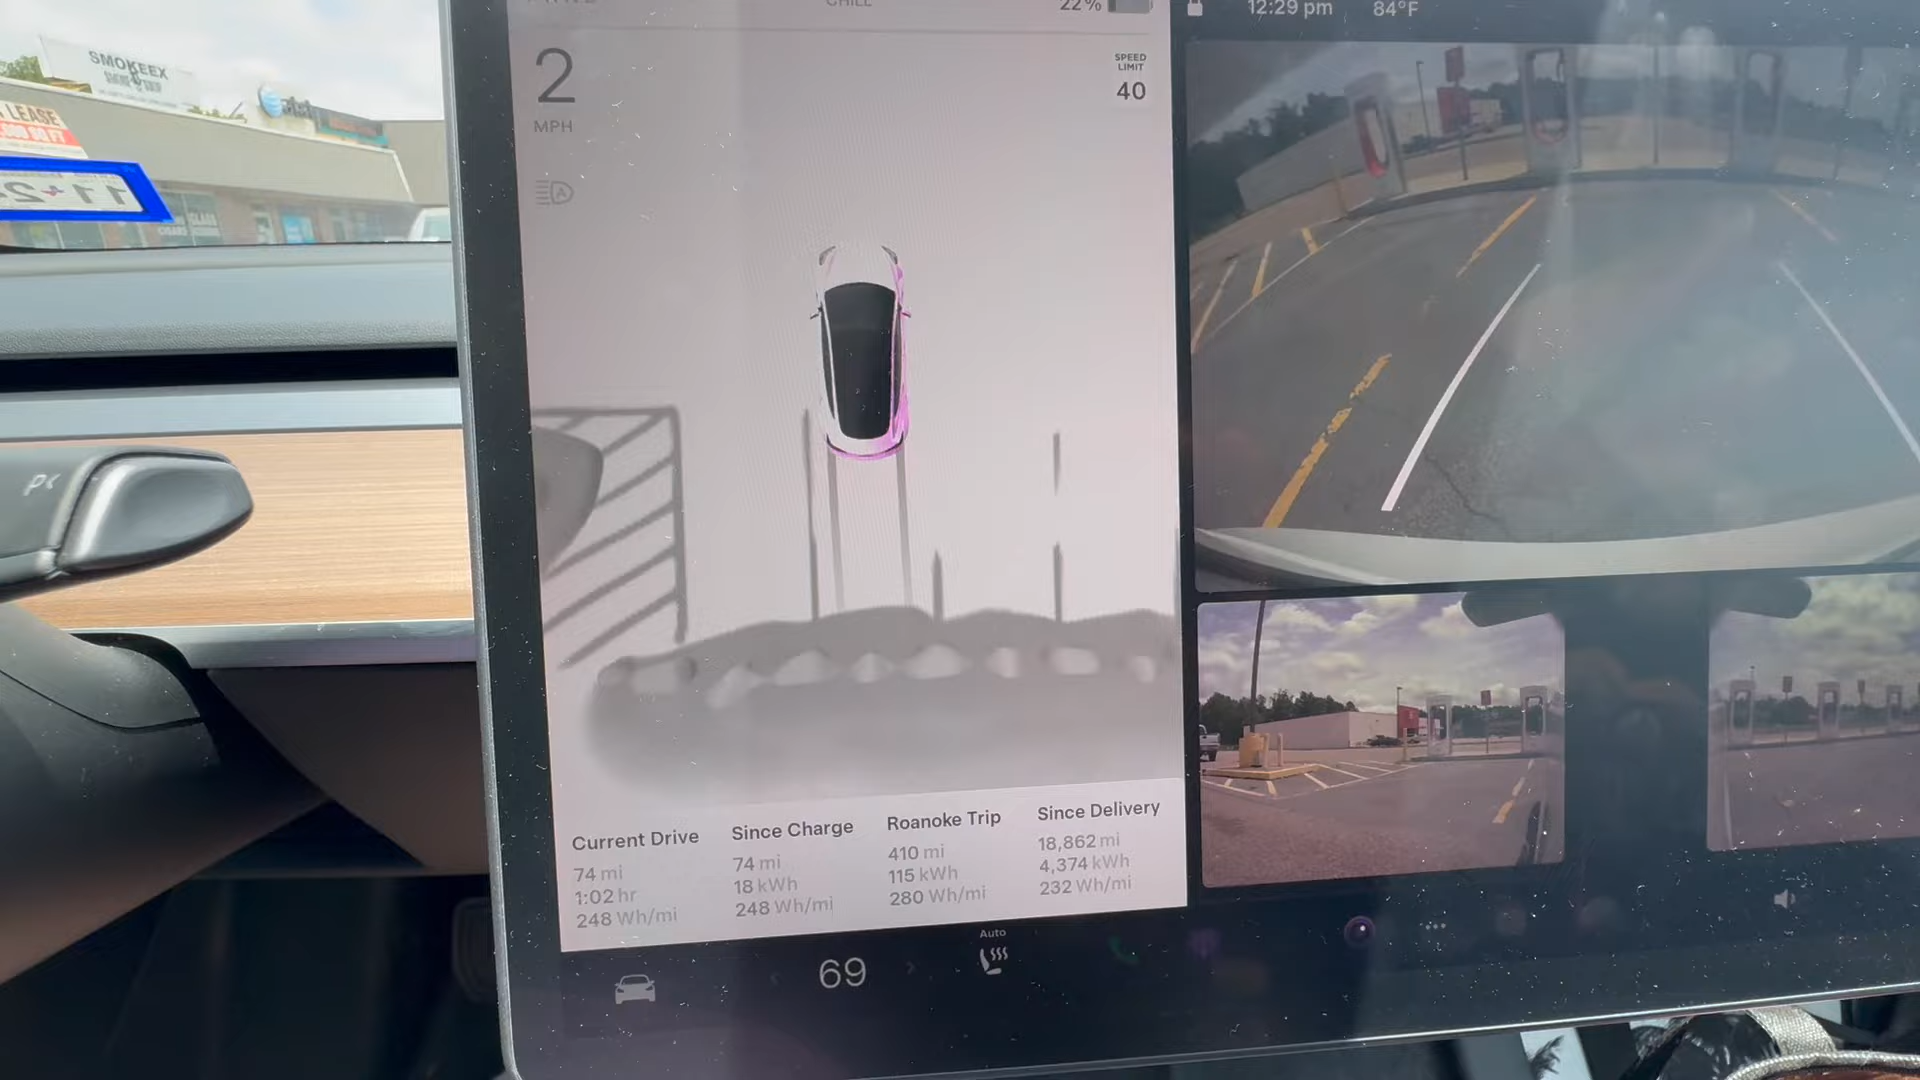 CHILL
22%
12:29 pm
84°F
SMOKEEX
LEASE
2
MPH
SPEED
LIMIT
40
Current Drive
74 mi
1:02 hr
248 Wh/mi
Since Charge
74 mi
18 kWh
248 Wh/mi
Roanoke Trip
410 mi
115 kWh
280 Wh/mi
Since Delivery
18,862 mi
4,374 kWh
232 Wh/mi
Auto
69